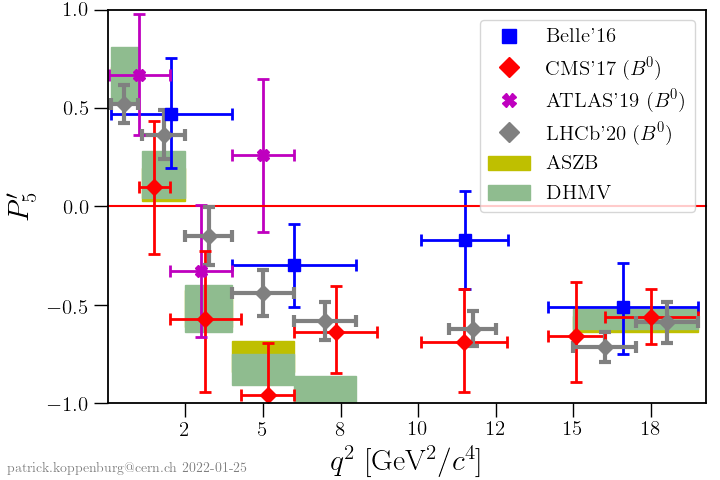 1.0
0.5
0.0
−0.5
−1.0
P′5
Belle'16
CMS'17 (B⁰)
ATLAS'19 (B⁰)
LHCb'20 (B⁰)
ASZB
DHMV
2 5 8 10 12 15 18
q² [GeV²/c⁴]
patrick.koppenburg@cern.ch 2022-01-25